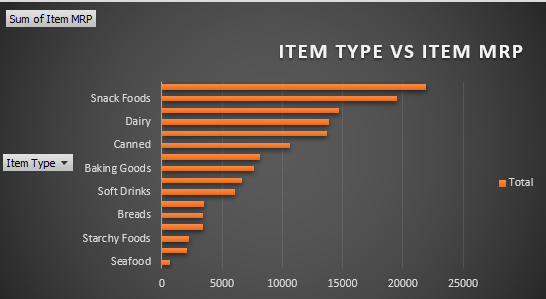 Sum of Item MRP
ITEM TYPE VS ITEM MRP
Snack Foods
Dairy
Canned
Item Type
Baking Goods
Soft Drinks
Total
Breads
Starchy Foods
Seafood
0 5000 10000 15000 20000 25000